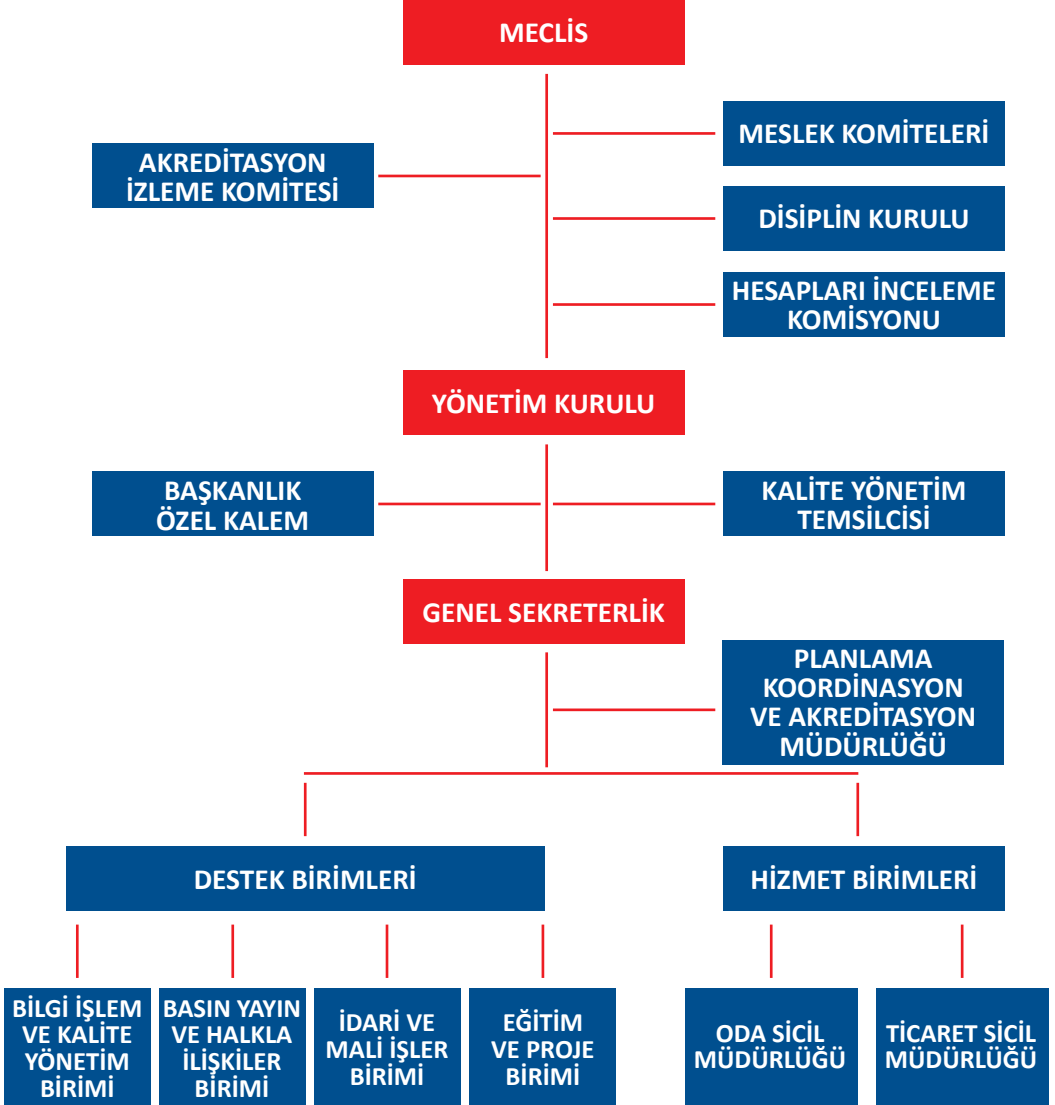 MECLİS
MESLEK KOMİTELERİ
AKREDİTASYON
İZLEME KOMİTESİ
DISİPLİN KURULU
HESAPLARI İNCELEME
KOMİSYONU
YÖNETİM KURULU
BAŞKANLIK
ÖZEL KALEM
KALİTE YÖNETİM
TEMSİLCİSİ
GENEL SEKRETERLİK
PLANLAMA
KOORDİNASYON
VE AKREDİTASYON
MÜDÜRLÜĞÜ
DESTEK BİRİMLERİ
HİZMET BİRİMLERİ
BİLGİ İŞLEM
VE KALİTE
YÖNETİM
BİRİMİ
BASIN YAYIN
VE HALKLA
İLİŞKİLER
BİRİMİ
İDARİ VE
MALİ İŞLER
BİRİMİ
EĞİTİM
VE PROJE
BİRİMİ
ODA SİCİL
MÜDÜRLÜĞÜ
TİCARET SİCİL
MÜDÜRLÜĞÜ